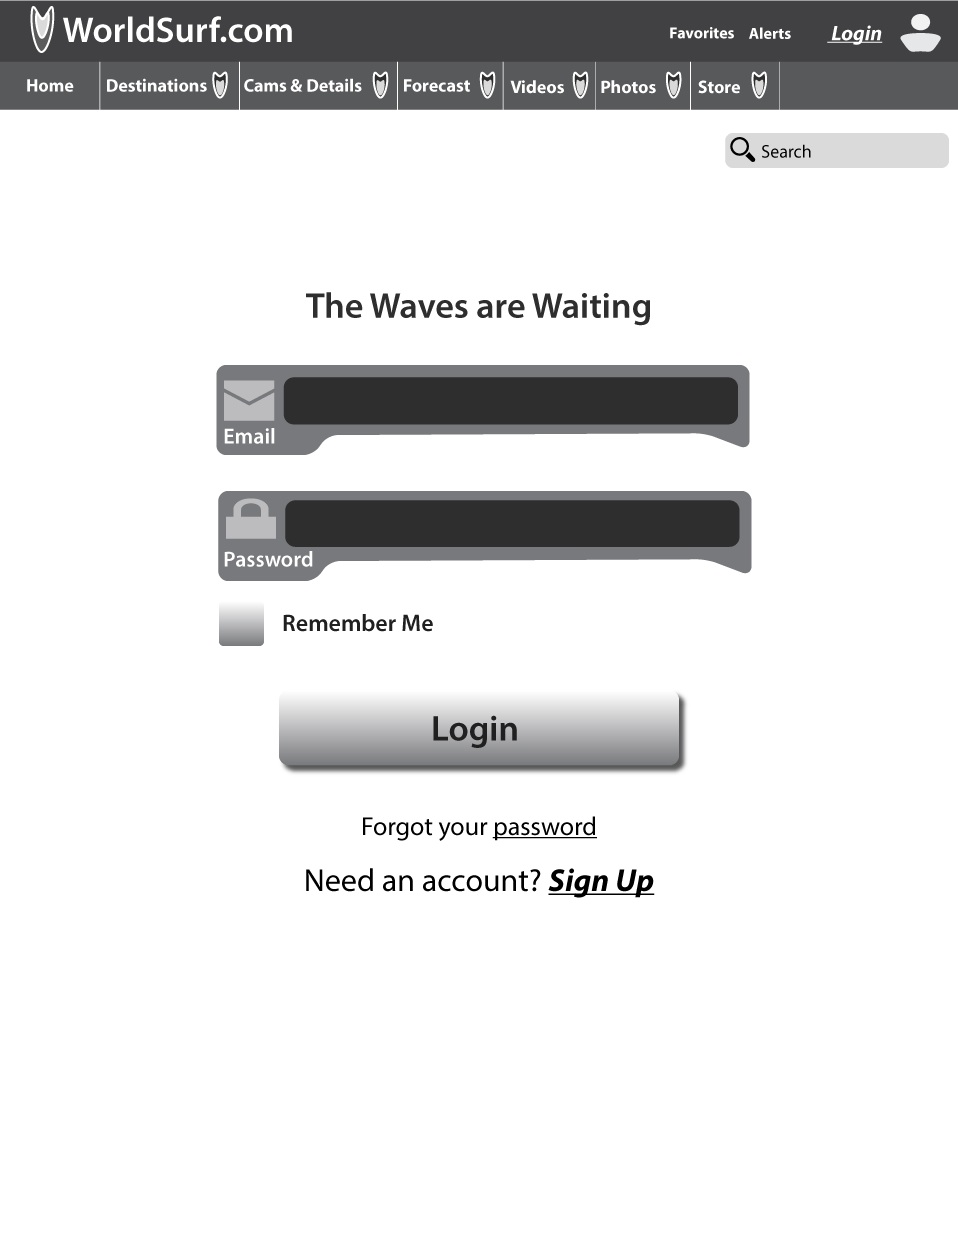 WorldSurf.com
Favorites Alerts Login
Home Destinations Cams & Details Forecast Videos Photos Store
Search
The Waves are Waiting
Email
Password
Remember Me
Login
Forgot your password
Need an account? Sign Up